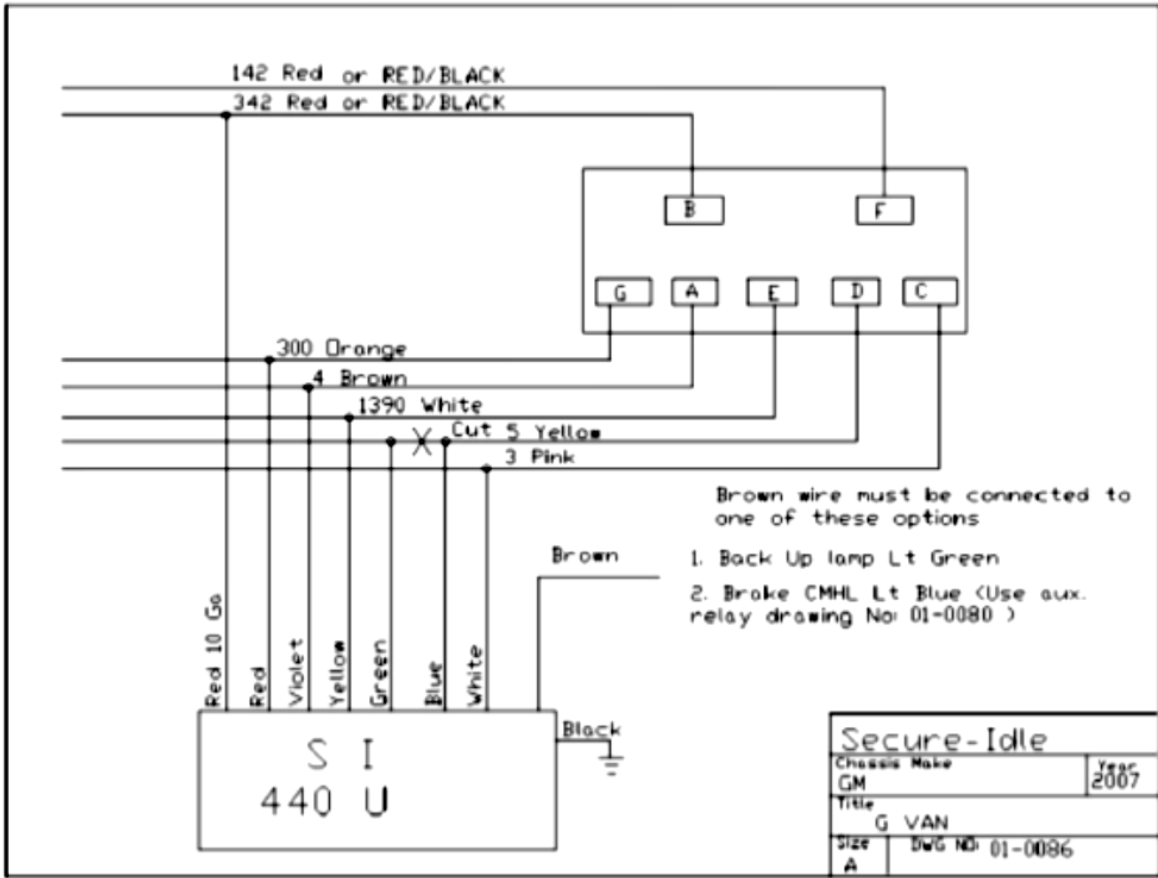 142 Red or RED/BLACK
342 Red or RED/BLACK
B
F
G
A
E
D
C
300 Orange
4 Brown
1390 White
Cut 5 Yellow
3 Pink
Brown wire must be connected to
one of these options
1. Back Up lamp Lt Green
2. Brake CMHL Lt Blue (Use aux.
relay drawing No: 01-0080 )
Brown
Red 10 Ga
Red
Violet
Yellow
Green
Blue
White
Black
S I
440 U
Secure-Idle
Chassis Make
GM
Year
2007
Title
G VAN
Size
A
DWG NO: 01-0086